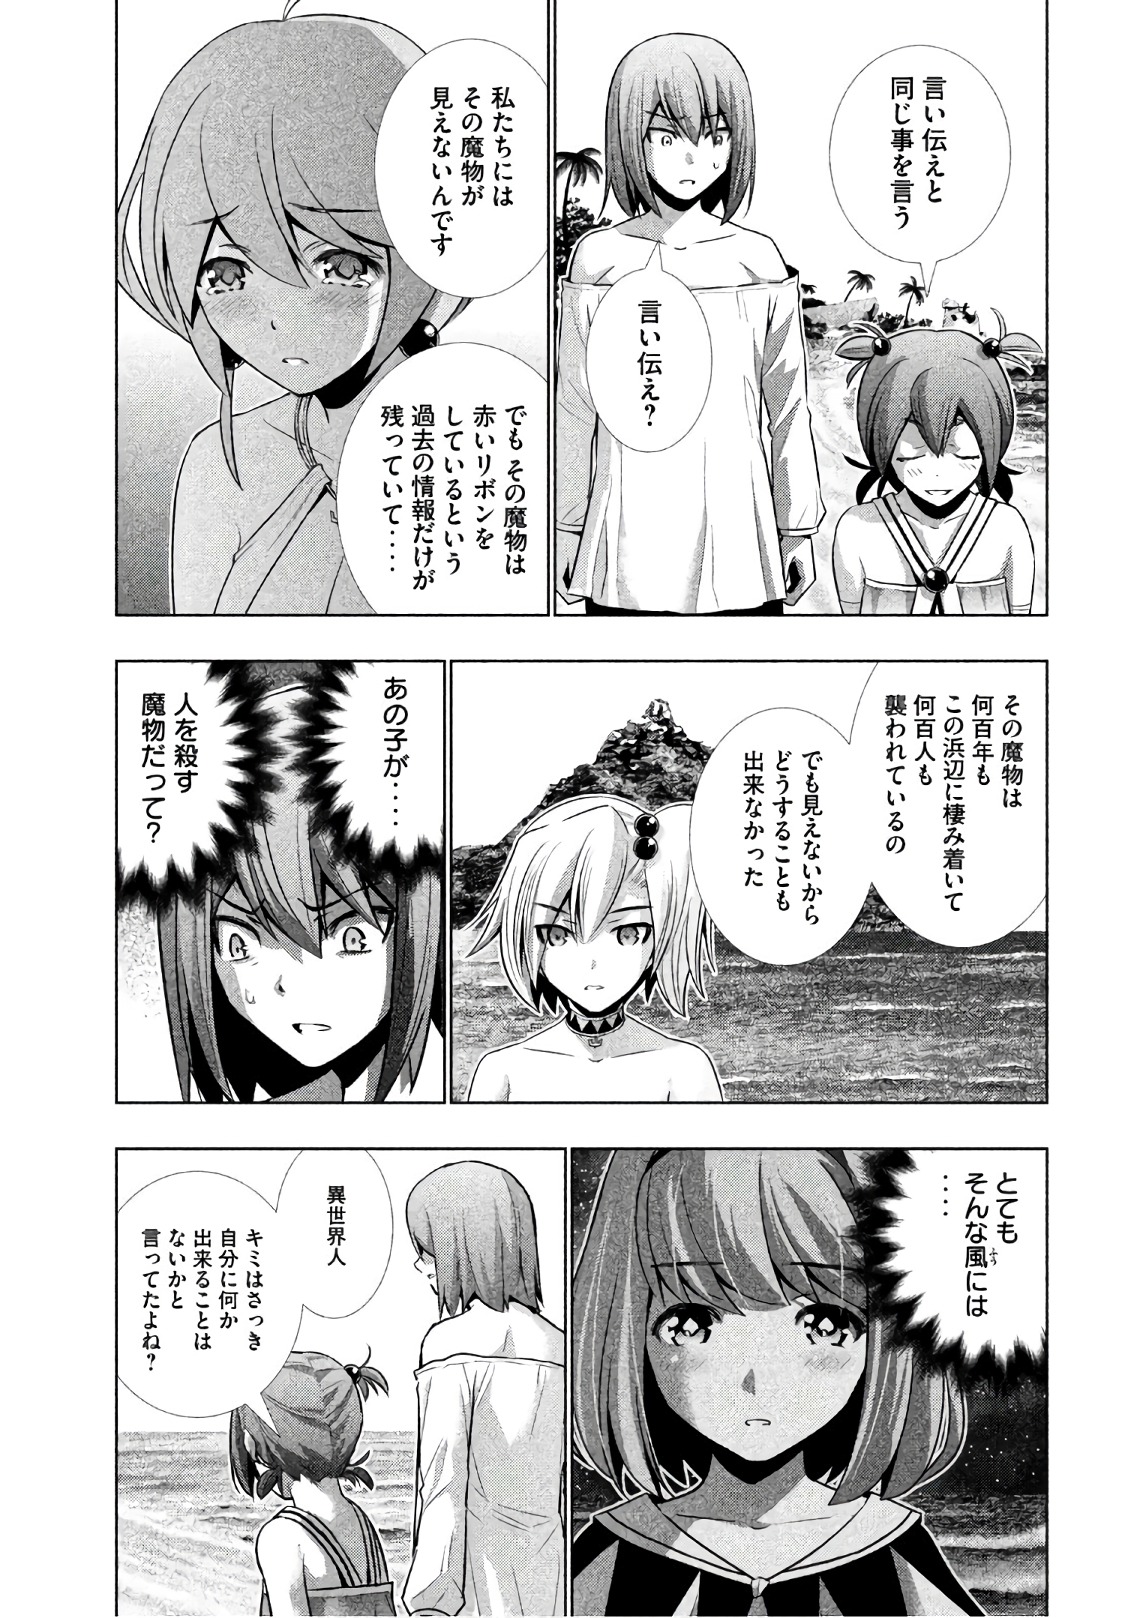 言い伝えと
同じ事を言う
言い伝え?
私たちには
その魔物が
見えないんです
でも その魔物は
赤いリボンを
しているという
過去の情報だけが
残っていて‥‥
その魔物は
何百年も
この浜辺に棲み着いて
何百人も
襲われているの
でも見えないから
どうすることも
出来なかった
あの子が‥‥
人を殺す
魔物だって?
とても
そんな風には
‥‥
ふう
異世界人
キミはさっき
自分に何か
出来ることは
ないかと
言ってたよね?